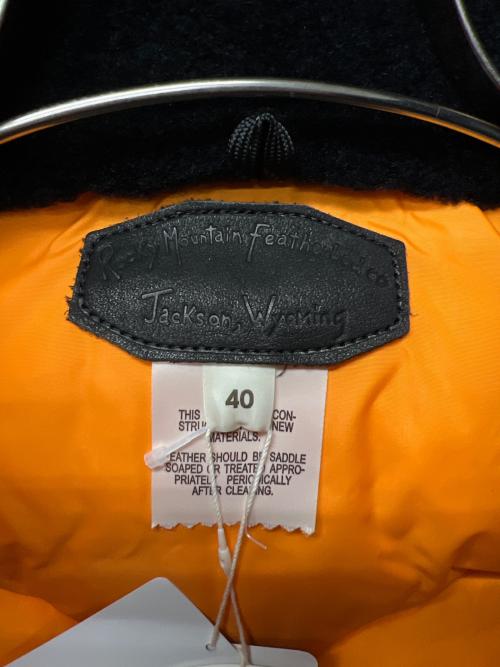 Rocky Mountain Featherbed co
Jackson, Wyoming
40
THIS CON-
NEW
MATERIALS.
LEATHER SHOULD BE SADDLE
SOAPED OR TREATED APPRO-
PRIATELY PERIODICALLY
AFTER CLEANING.